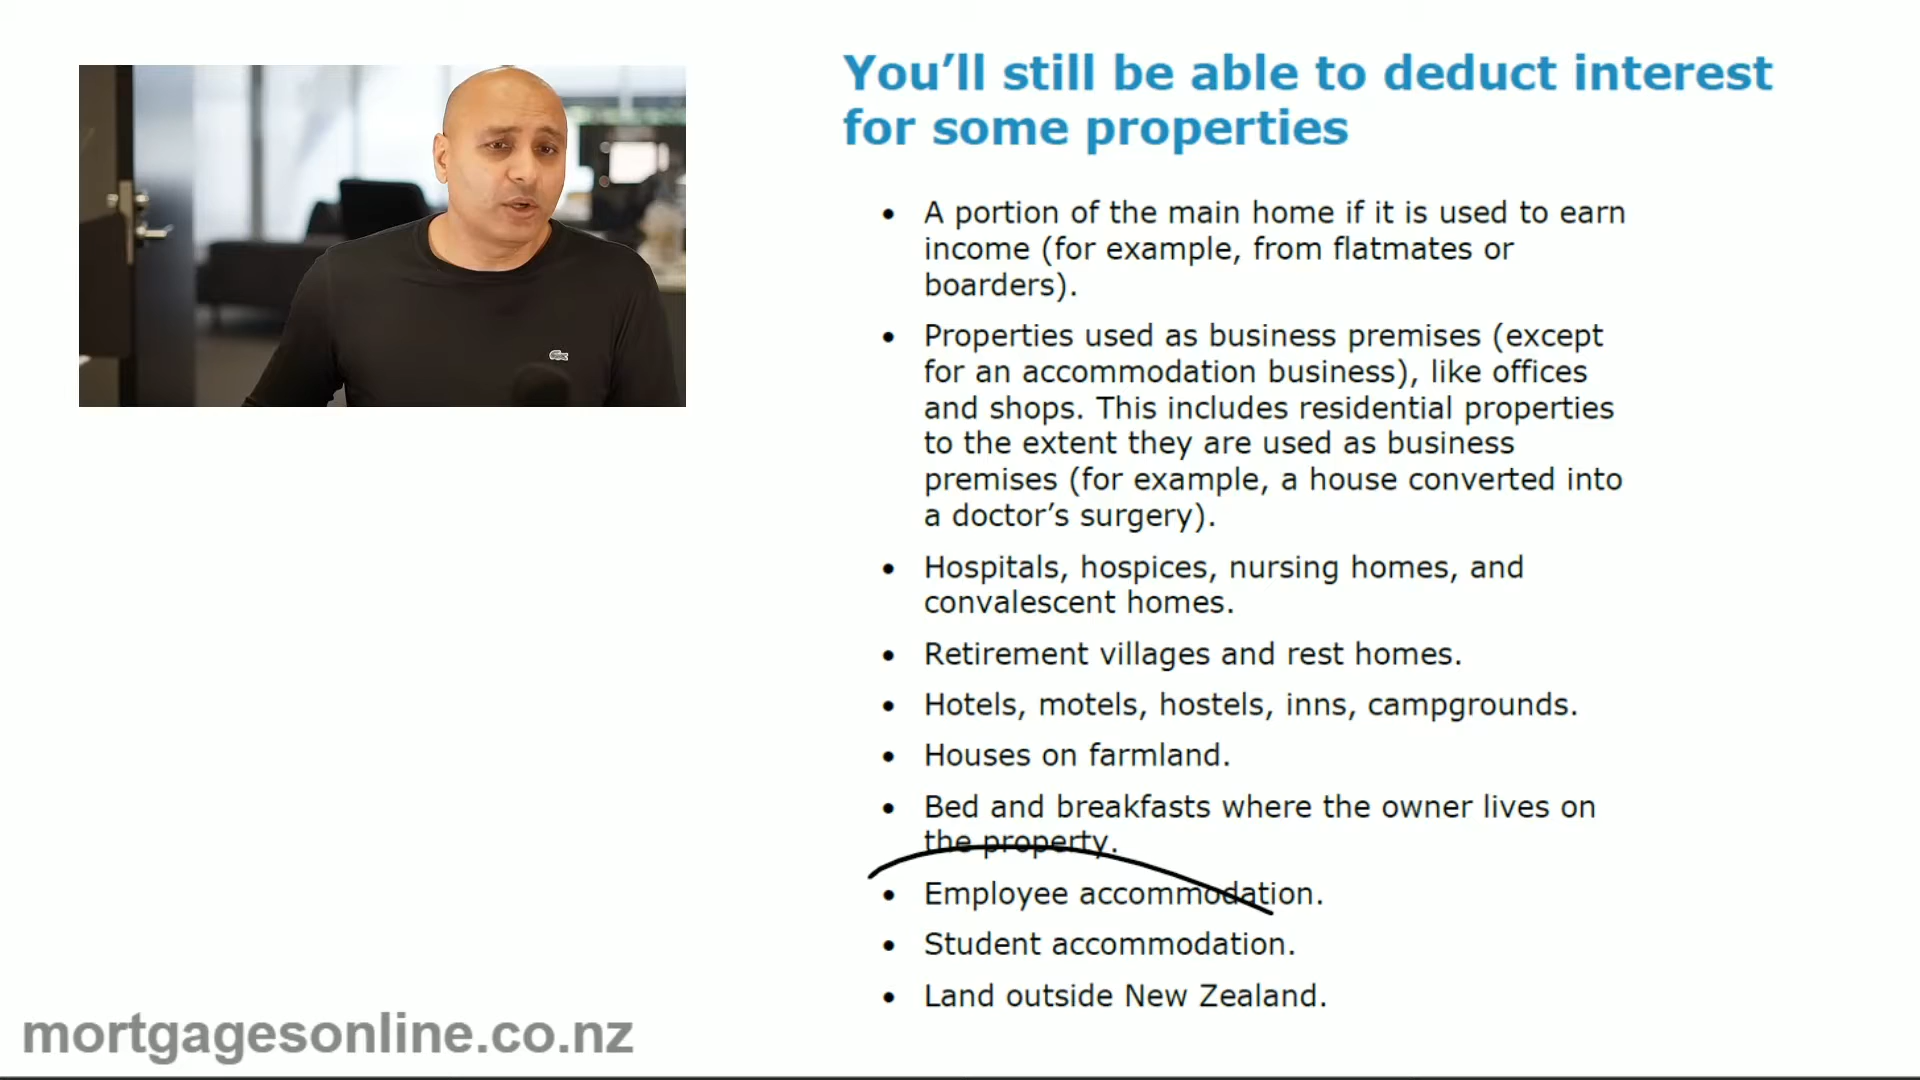 You’ll still be able to deduct interest
for some properties
• A portion of the main home if it is used to earn
income (for example, from flatmates or
boarders).
• Properties used as business premises (except
for an accommodation business), like offices
and shops. This includes residential properties
to the extent they are used as business
premises (for example, a house converted into
a doctor’s surgery).
• Hospitals, hospices, nursing homes, and
convalescent homes.
• Retirement villages and rest homes.
• Hotels, motels, hostels, inns, campgrounds.
• Houses on farmland.
• Bed and breakfasts where the owner lives on
the property.
• Employee accommodation.
• Student accommodation.
• Land outside New Zealand.
mortgagesonline.co.nz